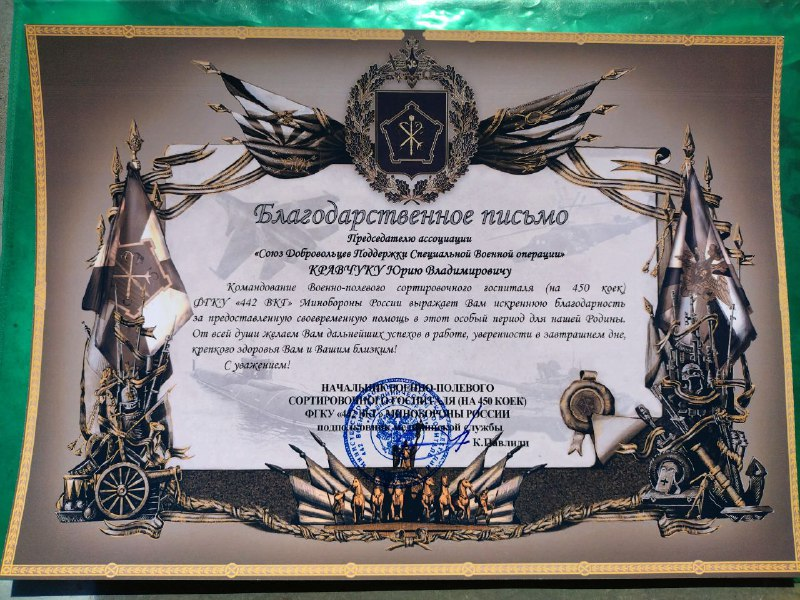 Благодарственное письмо
Председателю ассоциации
«Союз Добровольцев Поддержки Специальной Военной операции»
КРАВЧУКУ Юрию Владимировичу
Командование Военно-полевого сортировочного госпиталя (на 450 коек)
ФГКУ «442 ВКГ» Минобороны России выражает Вам искреннюю благодарность
за предоставленную своевременную помощь в этот особый период для нашей Родины.
От всей души желаем Вам дальнейших успехов в работе, уверенности в завтрашнем дне,
крепкого здоровья Вам и Вашим близким!
С уважением!
НАЧАЛЬНИК ВОЕННО-ПОЛЕВОГО
СОРТИРОВОЧНОГО ГОСПИТАЛЯ (НА 450 КОЕК)
ФГКУ «442 ВКГ» МИНОБОРОНЫ РОССИИ
подполковник медицинской службы
К.Павлиди